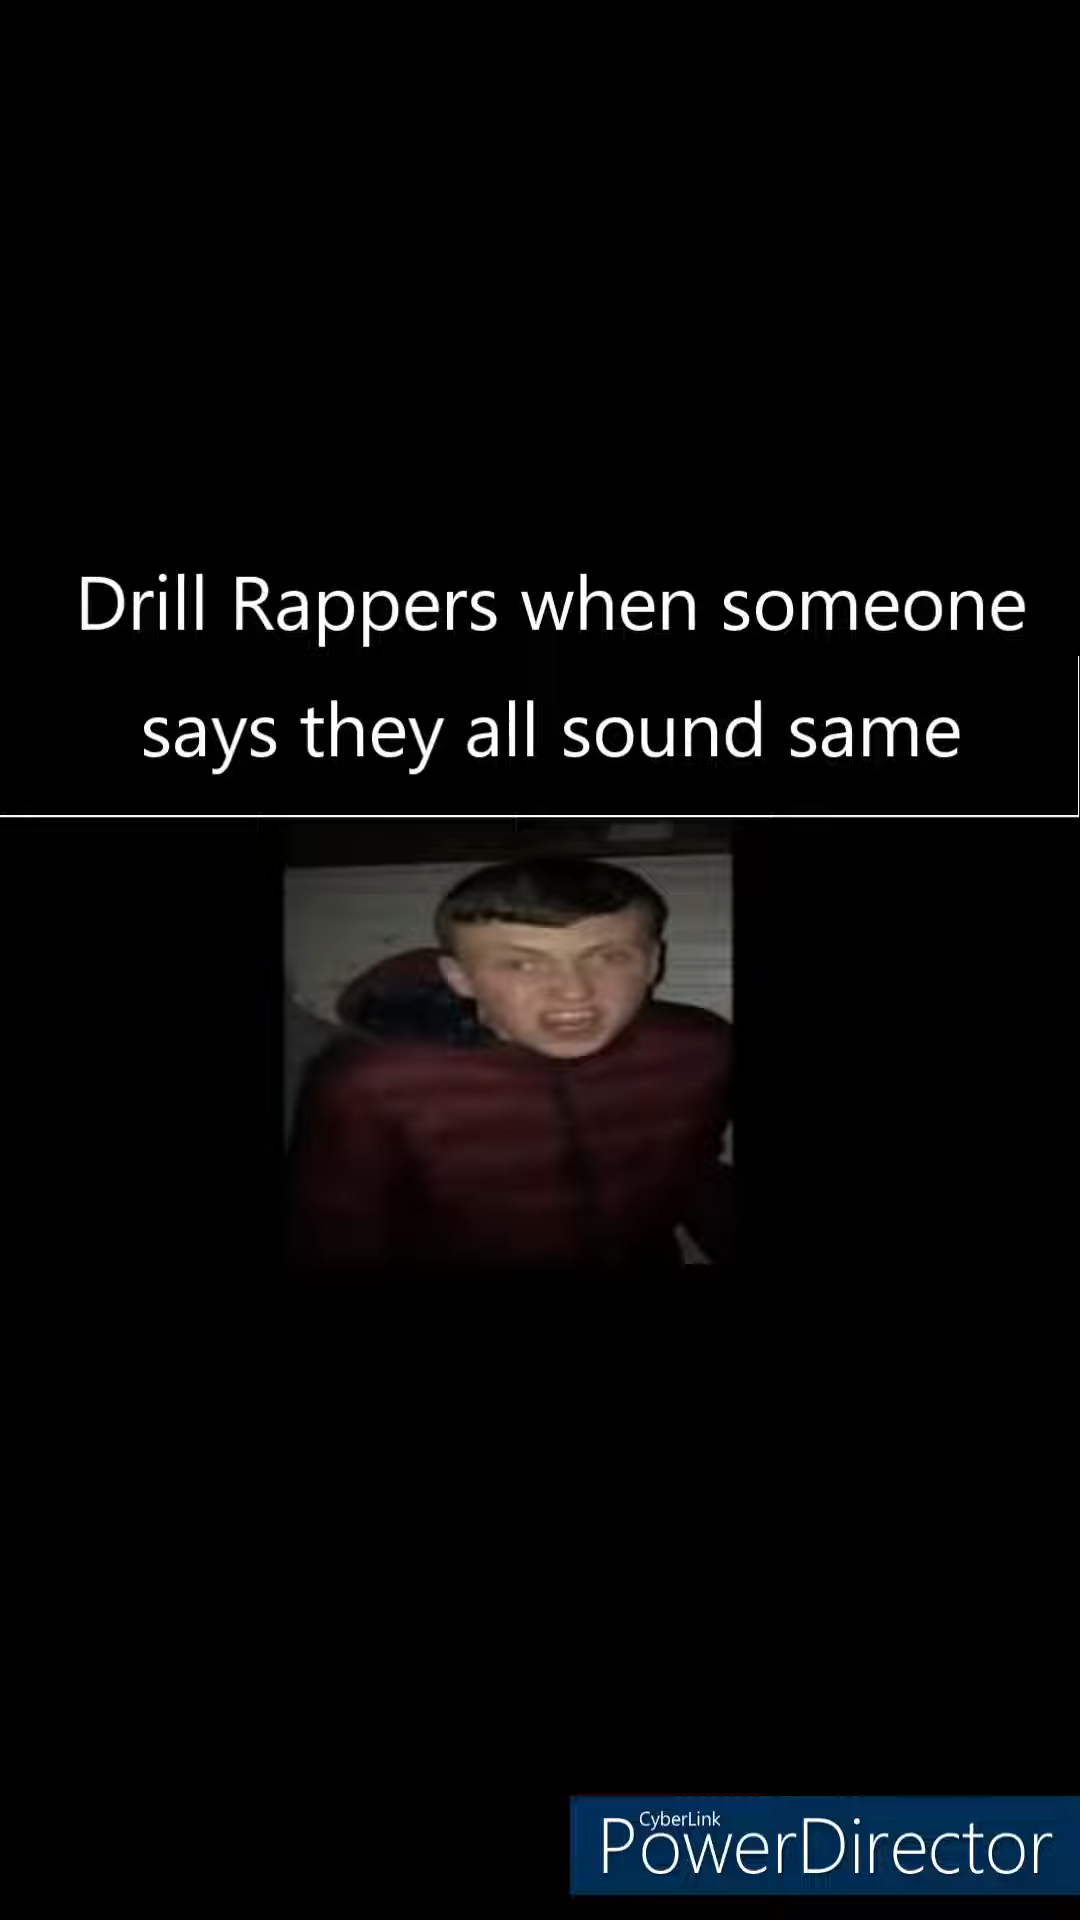 Drill Rappers when someone
says they all sound same
CyberLink
PowerDirector